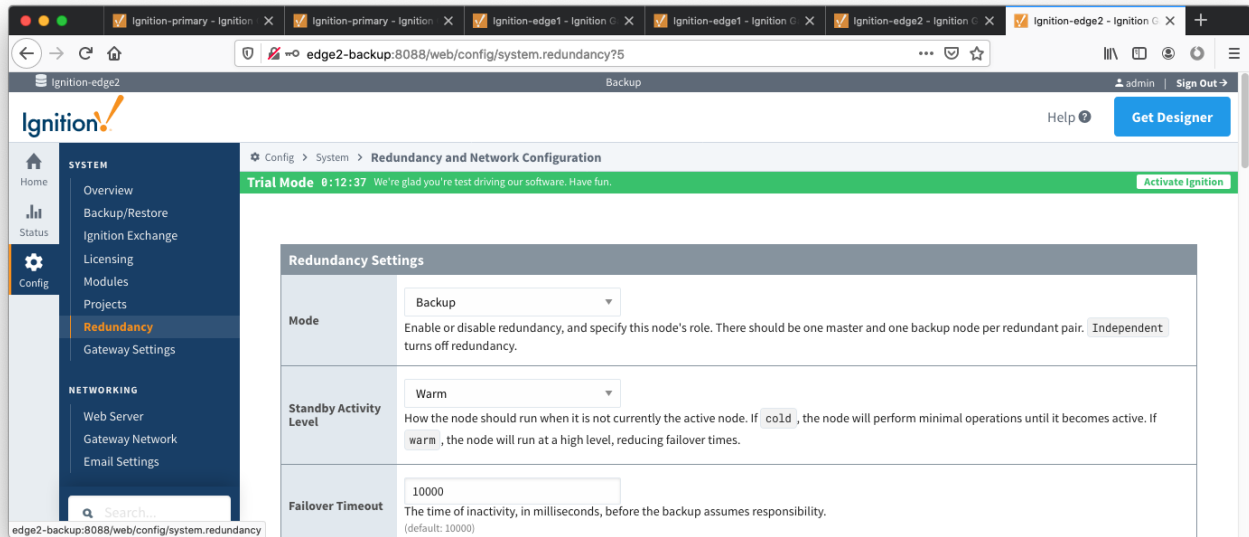 Ignition-primary - Ignition
Ignition-primary - Ignition
Ignition-edge1 - Ignition G
Ignition-edge1 - Ignition G
Ignition-edge2 - Ignition G
Ignition-edge2 - Ignition G
edge2-backup:8088/web/config/system.redundancy?5
Ignition-edge2
Backup
admin | Sign Out
Ignition!
Help
Get Designer
Home
Status
Config
SYSTEM
Overview
Backup/Restore
Ignition Exchange
Licensing
Modules
Projects
Redundancy
Gateway Settings
NETWORKING
Web Server
Gateway Network
Email Settings
Search...
Config > System > Redundancy and Network Configuration
Trial Mode 0:12:37 We're glad you're test driving our software. Have fun.
Activate Ignition
Redundancy Settings
Mode
Backup
Enable or disable redundancy, and specify this node's role. There should be one master and one backup node per redundant pair. Independent
turns off redundancy.
Standby Activity
Level
Warm
How the node should run when it is not currently the active node. If cold , the node will perform minimal operations until it becomes active. If
warm , the node will run at a high level, reducing failover times.
Failover Timeout
10000
The time of inactivity, in milliseconds, before the backup assumes responsibility.
(default: 10000)
edge2-backup:8088/web/config/system.redundancy